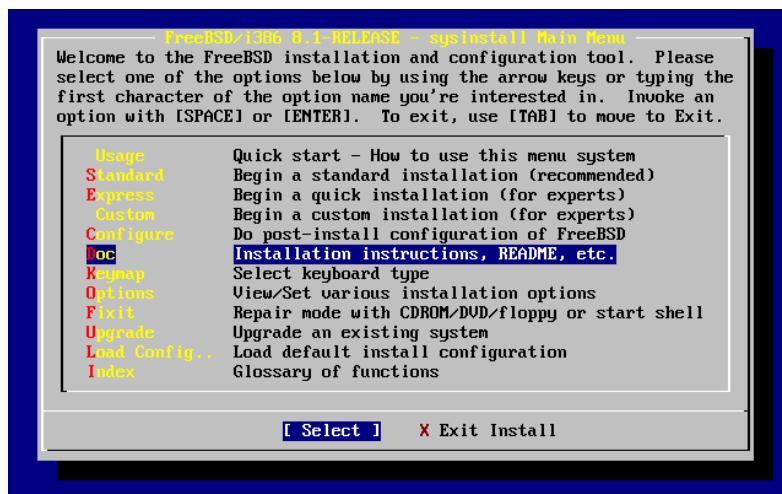 FreeBSD/i386 8.1-RELEASE - sysinstall Main Menu
Welcome to the FreeBSD installation and configuration tool. Please
select one of the options below by using the arrow keys or typing the
first character of the option name you're interested in. Invoke an
option with [SPACE] or [ENTER]. To exit, use [TAB] to move to Exit.
Usage Quick start - How to use this menu system
Standard Begin a standard installation (recommended)
Express Begin a quick installation (for experts)
Custom Begin a custom installation (for experts)
Configure Do post-install configuration of FreeBSD
Doc Installation instructions, README, etc.
Keymap Select keyboard type
Options View/Set various installation options
Fixit Repair mode with CDROM/DVD/floppy or start shell
Upgrade Upgrade an existing system
Load Config.. Load default install configuration
Index Glossary of functions
[ Select ] X Exit Install